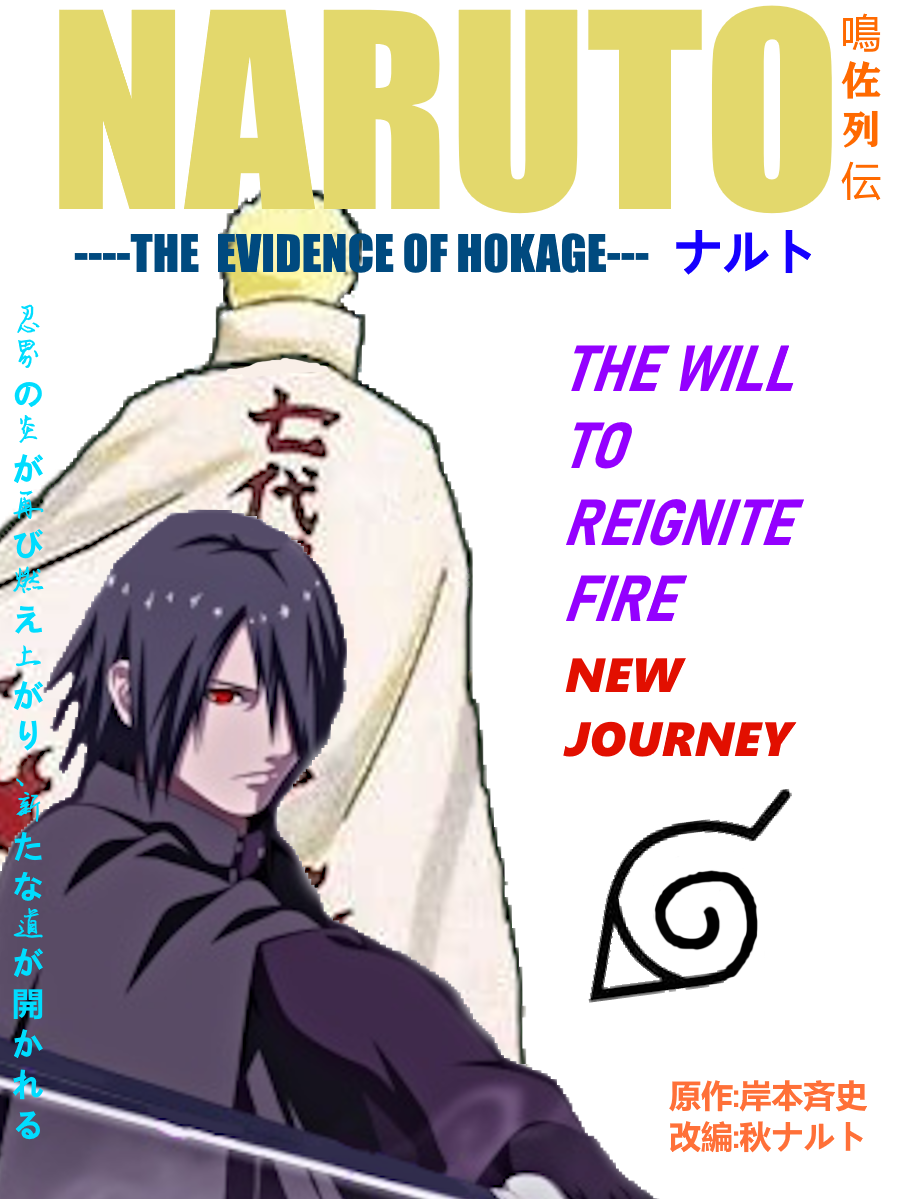 NARUTO
鳴佐列伝
----THE EVIDENCE OF HOKAGE---
ナルト
忍界の炎が再び燃え上がり、新たな道が開かれる
七代
THE WILL
TO
REIGNITE
FIRE
NEW
JOURNEY
原作:岸本斉史
改編:秋ナルト